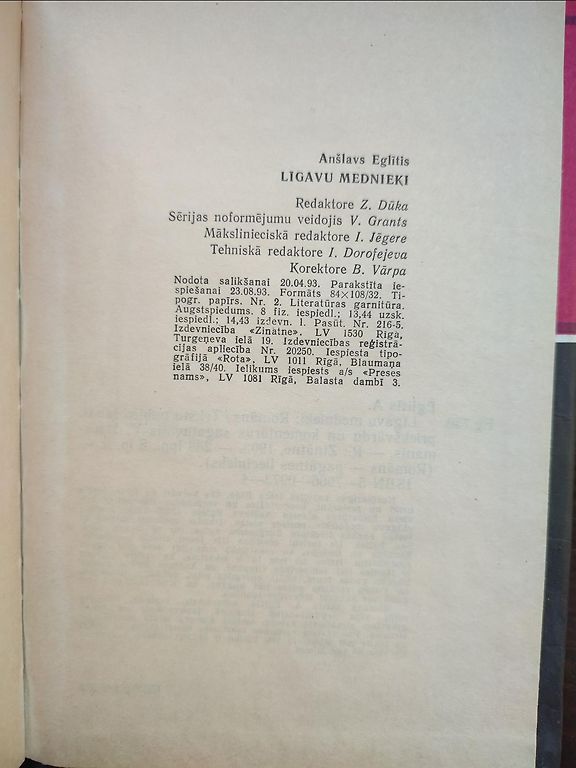 Anšlavs Eglītis
LĪGAVU MEDNIEKI
Redaktore Z. Dūka
Sērijas noformējumu veidojis V. Grants
Mākslinieciskā redaktore I. Jēgere
Tehniskā redaktore I. Dorofejeva
Korektore B. Vārpa
Nodota salikšanai 20.04.93. Parakstīta ie-
spiešanai 23.08.93. Formāts 84×108/32. Ti-
pogr. papīrs. Nr. 2. Literatūras garnitūra.
Augstspiedums. 8 fiz. iespiedl.; 13,44 uzsk.
iespiedl.; 14,43 izdevn. l. Pasūt. Nr. 216-5.
Izdevniecība «Zinātne», LV 1530 Rīgā,
Turgeņeva ielā 19. Izdevniecības reģistrā-
cijas apliecība Nr. 20250. Iespiesta tipo-
grāfijā «Rota», LV 1011 Rīgā, Blaumaņa
ielā 38/40. Ielikums iespiests a/s «Preses
nams», LV 1081 Rīgā, Balasta dambī 3.